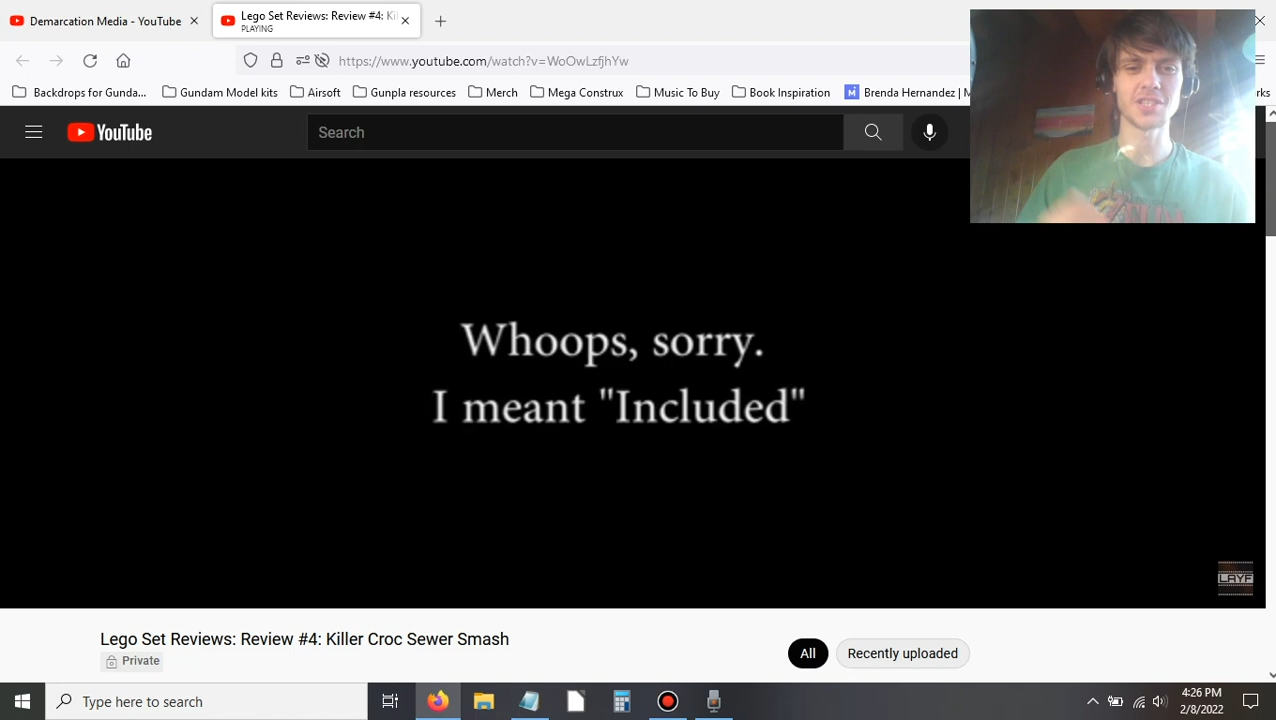 Demarcation Media - YouTube
Lego Set Reviews: Review #4: Kil
PLAYING
https://www.youtube.com/watch?v=WoOwLzfjhYw
Backdrops for Gunda...
Gundam Model kits
Airsoft
Gunpla resources
Merch
Mega Construx
Music To Buy
Book Inspiration
Brenda Hernandez | M
rks
YouTube
Search
Whoops, sorry.
I meant "Included"
LAYF
Lego Set Reviews: Review #4: Killer Croc Sewer Smash
Private
All
Recently uploaded
Type here to search
4:26 PM
2/8/2022